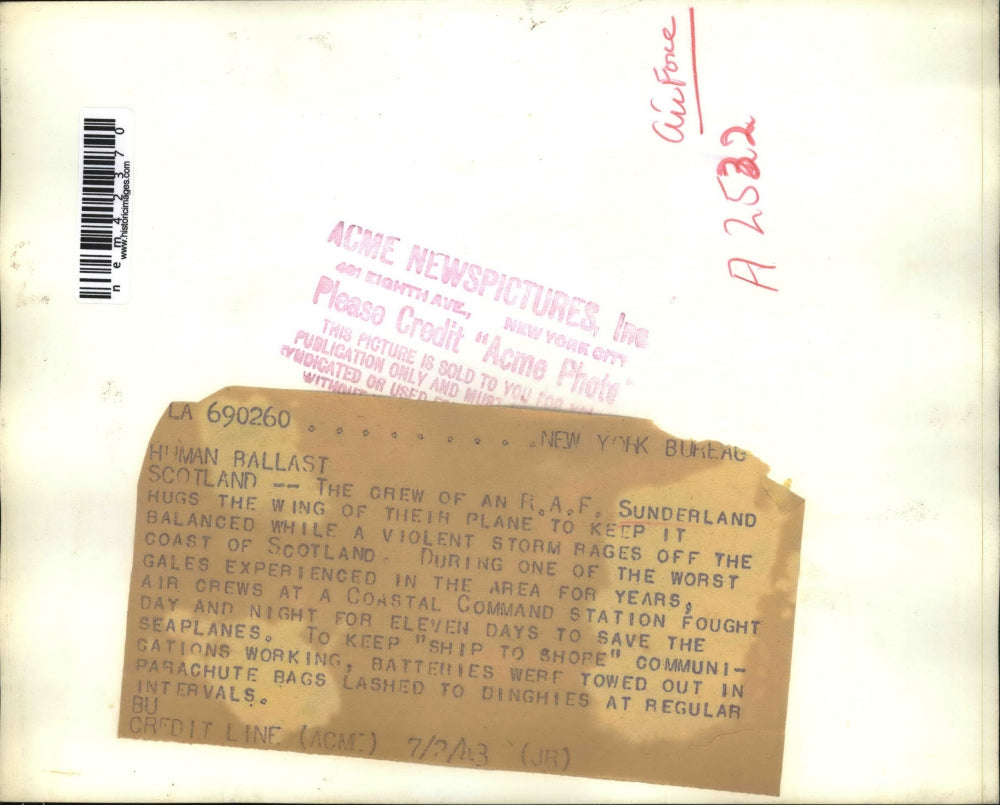 Air Force
A 2532
nem42370
www.historicimages.com
ACME NEWSPICTURES, Inc
461 EIGHTH AVE., NEW YORK CITY
Please Credit "Acme Photo"
THIS PICTURE IS SOLD TO YOU FOR
PUBLICATION ONLY AND MUST
SYNDICATED OR USED
WITHOUT
LA 690260 . . . . . . . . . . .NEW YORK BUREAU
HUMAN BALLAST
SCOTLAND -- THE CREW OF AN R.A.F. SUNDERLAND
HUGS THE WING OF THEIR PLANE TO KEEP IT
BALANCED WHILE A VIOLENT STORM RAGES OFF THE
COAST OF SCOTLAND. DURING ONE OF THE WORST
GALES EXPERIENCED IN THE AREA FOR YEARS,
AIR CREWS AT A COASTAL COMMAND STATION FOUGHT
DAY AND NIGHT FOR ELEVEN DAYS TO SAVE THE
SEAPLANES. TO KEEP "SHIP TO SHORE" COMMUNI-
CATIONS WORKING, BATTERIES WERE TOWED OUT IN
PARACHUTE BAGS LASHED TO DINGHIES AT REGULAR
INTERVALS.
BU
CREDIT LINE (ACME) (JR)